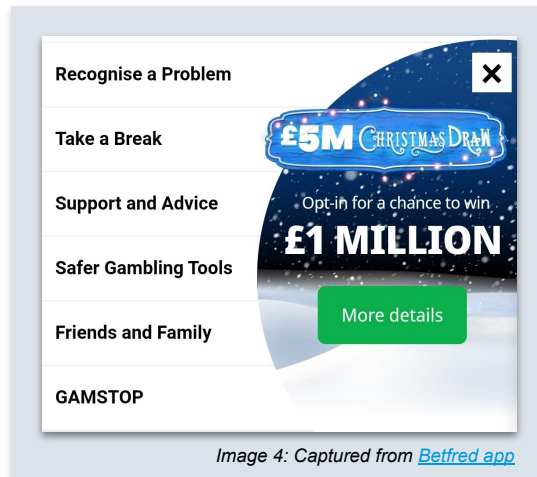 Recognise a Problem
Take a Break
Support and Advice
Safer Gambling Tools
Friends and Family
GAMSTOP
£5M CHRISTMAS DRAW
Opt-in for a chance to win
£1 MILLION
More details
Image 4: Captured from Betfred app